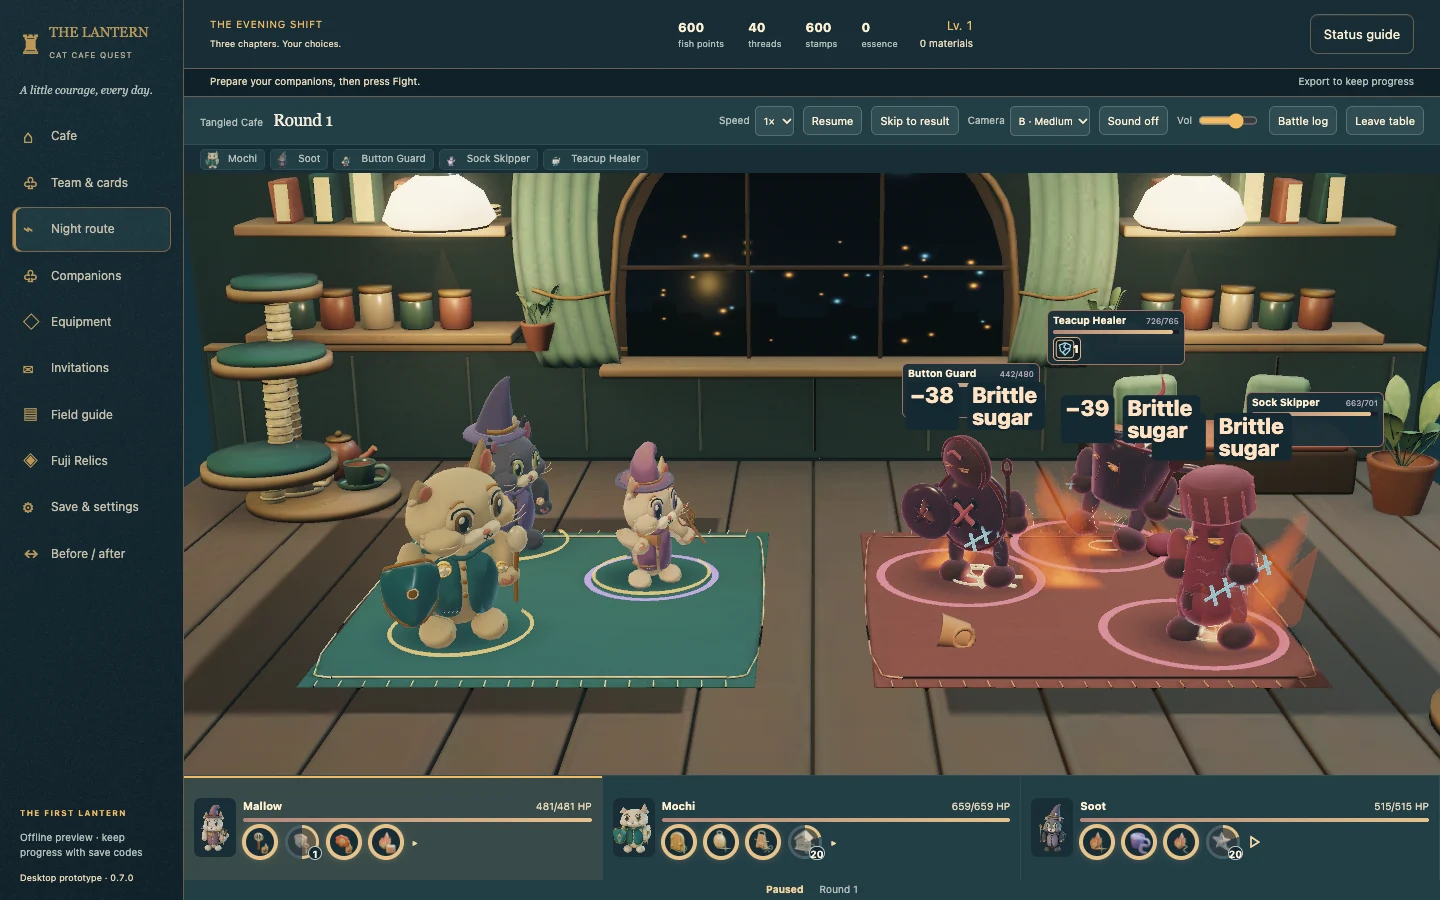 THE LANTERN
CAT CAFE QUEST
A little courage, every day.
Cafe
Team & cards
Night route
Companions
Equipment
Invitations
Field guide
Fuji Relics
Save & settings
Before / after
THE FIRST LANTERN
Offline preview · keep
progress with save codes
Desktop prototype · 0.7.0
THE EVENING SHIFT
Three chapters. Your choices.
600
fish points
40
threads
600
stamps
0
essence
Lv. 1
0 materials
Status guide
Prepare your companions, then press Fight.
Export to keep progress
Tangled Cafe Round 1
Speed 1x Resume Skip to result Camera B · Medium Sound off Vol Battle log Leave table
Mochi Soot Button Guard Sock Skipper Teacup Healer
Teacup Healer 726/765
1
Button Guard 442/480
−38 Brittle
sugar
Sock Skipper 663/701
−39 Brittle
sugar
Brittle
sugar
Mallow 481/481 HP
1
Mochi 659/659 HP
20
Soot 515/515 HP
20
Paused Round 1